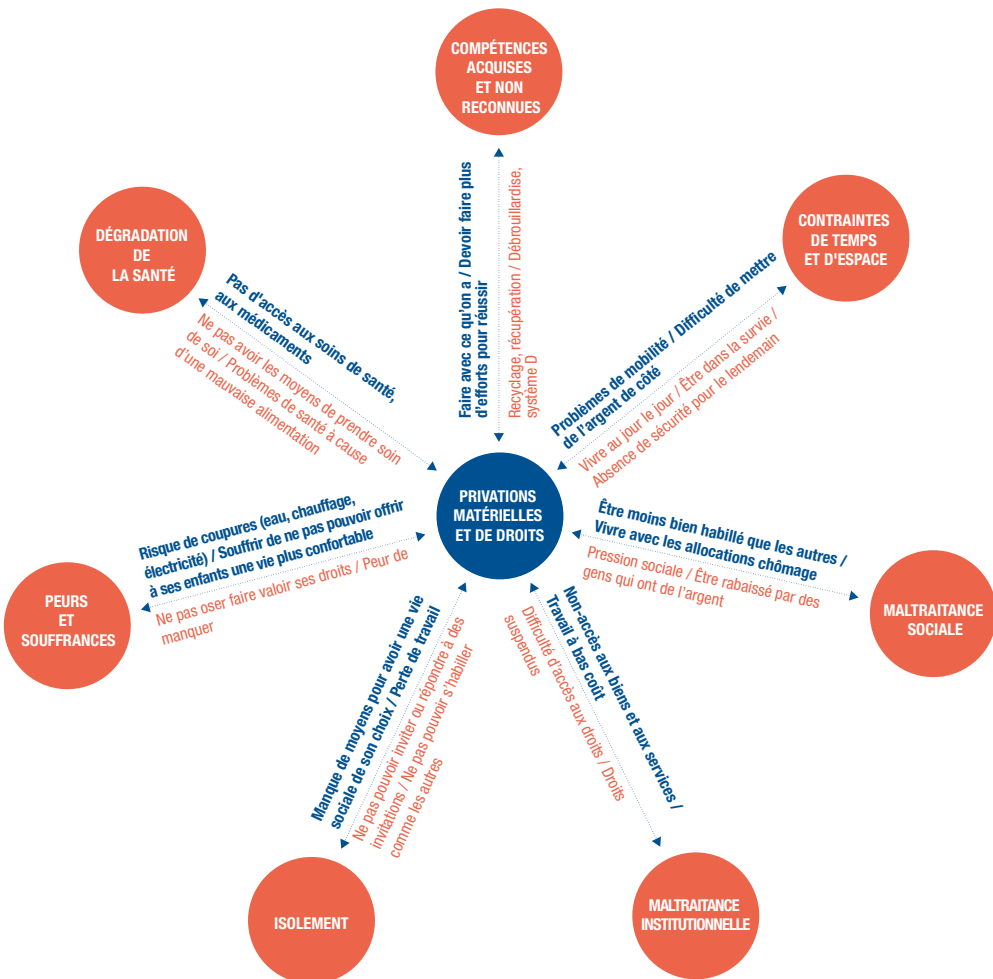 COMPÉTENCES
ACQUISES
ET NON
RECONNUES
Faire avec ce qu'on a / Devoir faire plus
d'efforts pour réussir
Recyclage, récupération / Débrouillardise,
système D
CONTRAINTES
DE TEMPS
ET D'ESPACE
Problèmes de mobilité / Difficulté de mettre
de l'argent de côté
Vivre au jour le jour / Être dans la survie /
Absence de sécurité pour le lendemain
DÉGRADATION
DE
LA SANTÉ
Pas d'accès aux soins de santé,
aux médicaments
Ne pas avoir les moyens de prendre soin
de soi / Problèmes de santé à cause
d'une mauvaise alimentation
PRIVATIONS
MATÉRIELLES
ET DE DROITS
Être moins bien habillé que les autres /
Vivre avec les allocations chômage
Pression sociale / Être rabaissé par des
gens qui ont de l'argent
MALTRAITANCE
SOCIALE
Risque de coupures (eau, chauffage,
électricité) / Souffrir de ne pas pouvoir offrir
à ses enfants une vie plus confortable
Ne pas oser faire valoir ses droits / Peur de
manquer
PEURS
ET
SOUFFRANCES
Manque de moyens pour avoir une vie
sociale de son choix / Perte de travail
Ne pas pouvoir inviter ou répondre à des
invitations / Ne pas pouvoir s'habiller
comme les autres
ISOLEMENT
Non-accès aux biens et aux services /
Travail à bas coût
Difficulté d'accès aux droits / Droits
suspendus
MALTRAITANCE
INSTITUTIONNELLE